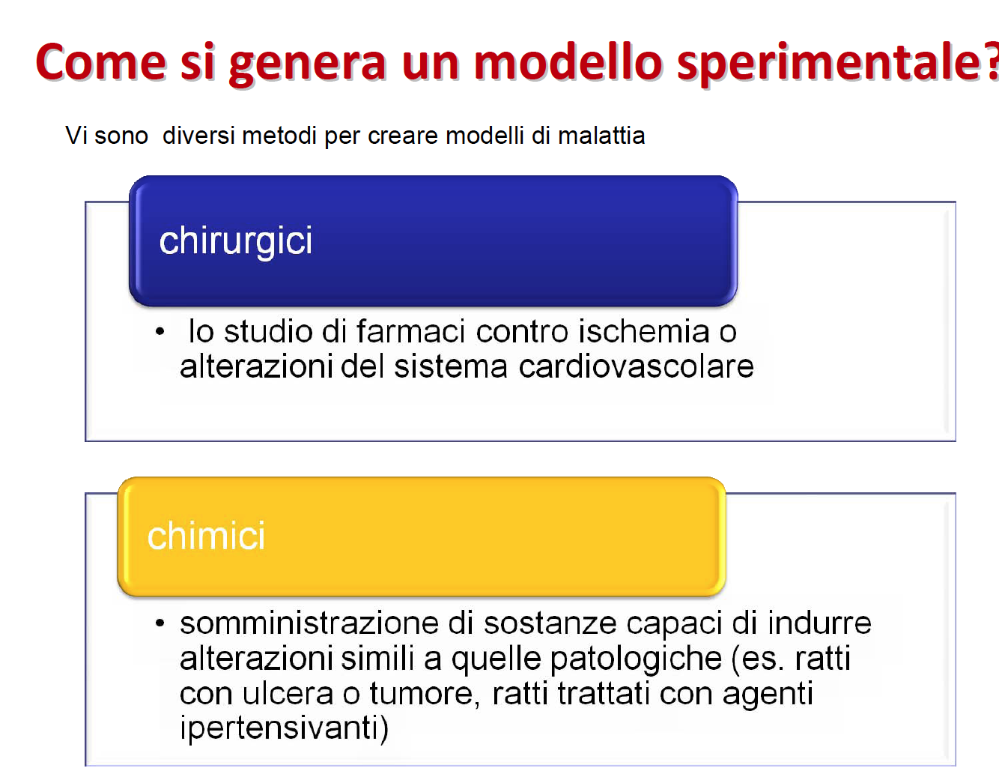 Come si genera un modello sperimentale?
Vi sono  diversi metodi per creare modelli di malattia
chirurgici
• lo studio di farmaci contro ischemia o
alterazioni del sistema cardiovascolare
chimici
• somministrazione di sostanze capaci di indurre
alterazioni simili a quelle patologiche (es. ratti
con ulcera o tumore, ratti trattati con agenti
ipertensivanti)